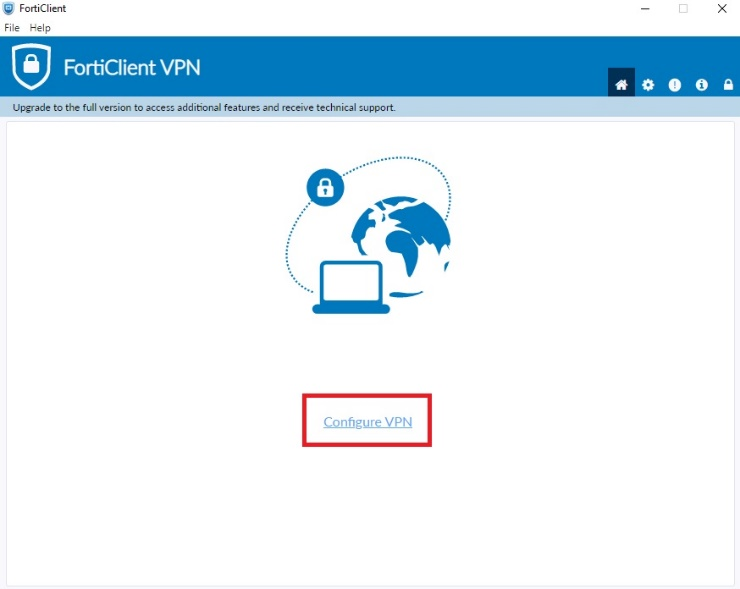 FortiClient
File Help
FortiClient VPN
Upgrade to the full version to access additional features and receive technical support.
Configure VPN